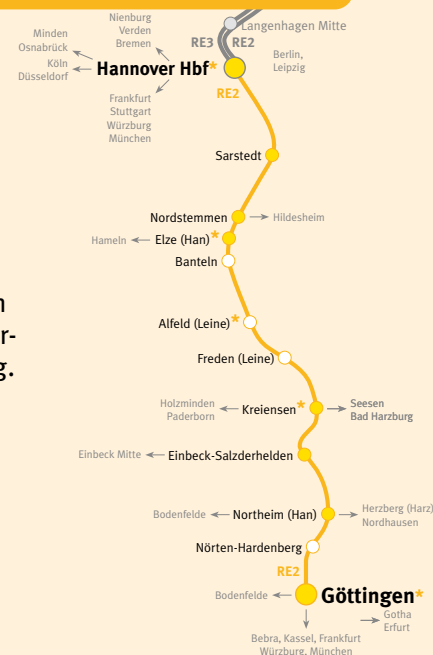 Nienburg
Verden
Bremen
Minden
Osnabrück
Köln
Düsseldorf
Langenhagen Mitte
RE3 RE2
Hannover Hbf*
Berlin,
Leipzig
RE2
Frankfurt
Stuttgart
Würzburg
München
Sarstedt
Nordstemmen
Hildesheim
Hameln
Elze (Han)*
Banteln
n
r-
g.
Alfeld (Leine)*
Freden (Leine)
Holzminden
Paderborn
Kreiensen*
Seesen
Bad Harzburg
Einbeck Mitte
Einbeck-Salzderhelden
Bodenfelde
Northeim (Han)
Herzberg (Harz)
Nordhausen
Nörten-Hardenberg
RE2
Bodenfelde
Göttingen*
Gotha
Erfurt
Bebra, Kassel, Frankfurt
Würzburg, München